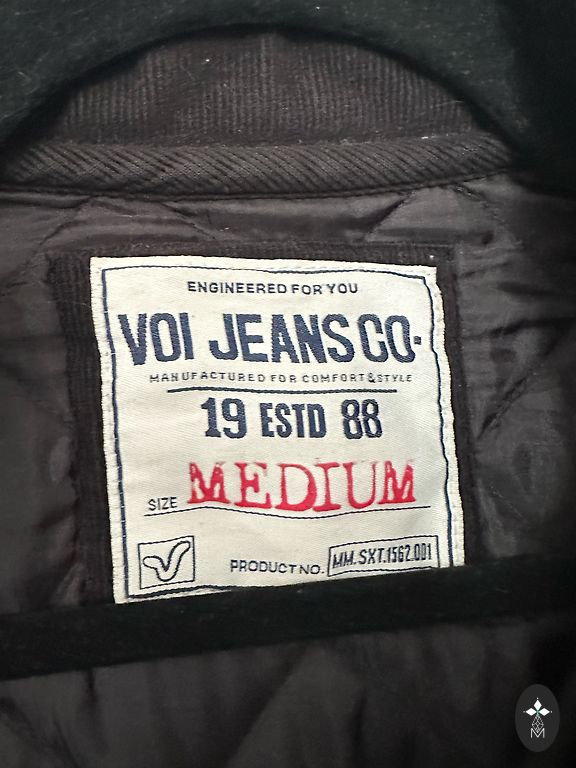 ENGINEERED FOR YOU
VOI JEANS CO.
MANUFACTURED FOR COMFORT & STYLE
19 ESTD 88
SIZE MEDIUM
PRODUCT NO. MM.SXT.1562.001
M